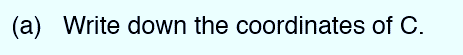 (a) Write down the coordinates of C.